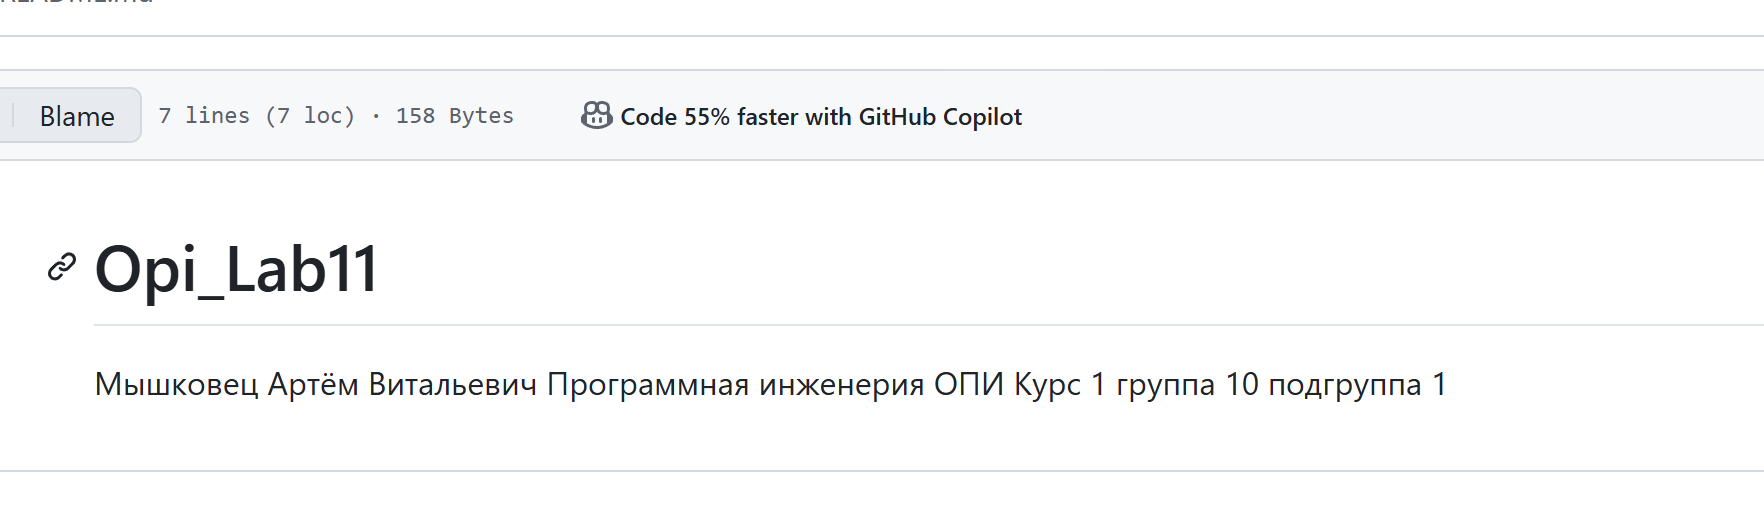 Blame 7 lines (7 loc) · 158 Bytes Code 55% faster with GitHub Copilot
Opi_Lab11
Мышковец Артём Витальевич Программная инженерия ОПИ Курс 1 группа 10 подгруппа 1